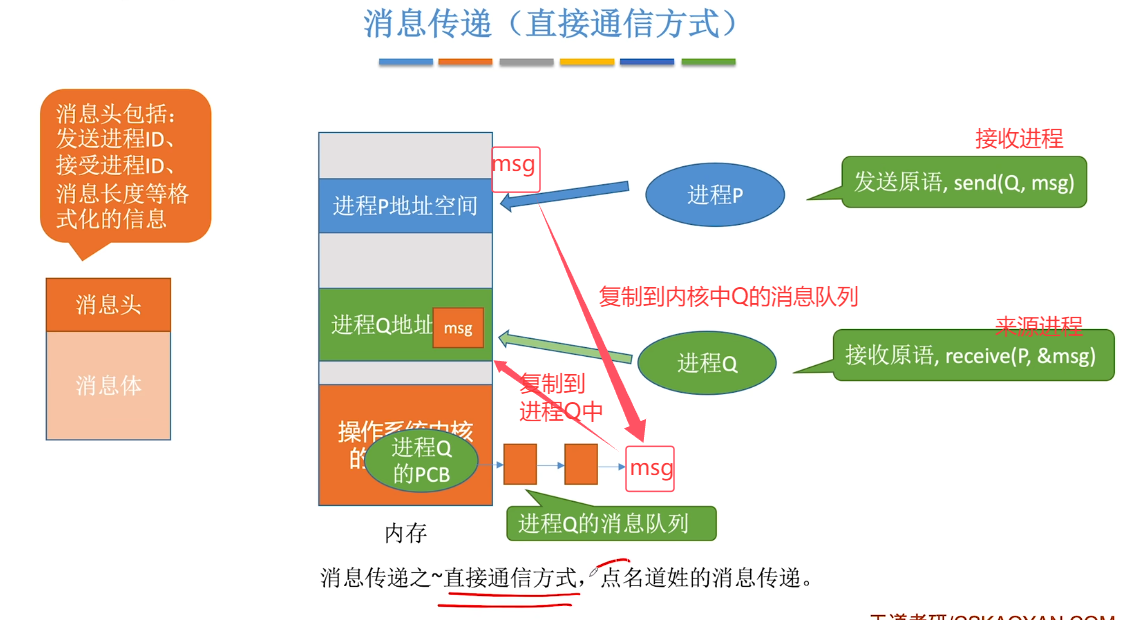 消息传递（直接通信方式）
消息头包括：
发送进程ID、
接受进程ID、
消息长度等格
式化的信息
消息头
消息体
msg
进程P地址空间
进程P
接收进程
发送原语, send(Q, msg)
复制到内核中Q的消息队列
进程Q地址
msg
进程Q
来源进程
接收原语, receive(P, &msg)
复制到
进程Q中
操作系统内核
的
进程Q
的PCB
msg
进程Q的消息队列
内存
消息传递之~直接通信方式，点名道姓的消息传递。
王道考研/CSKAOYAN.COM